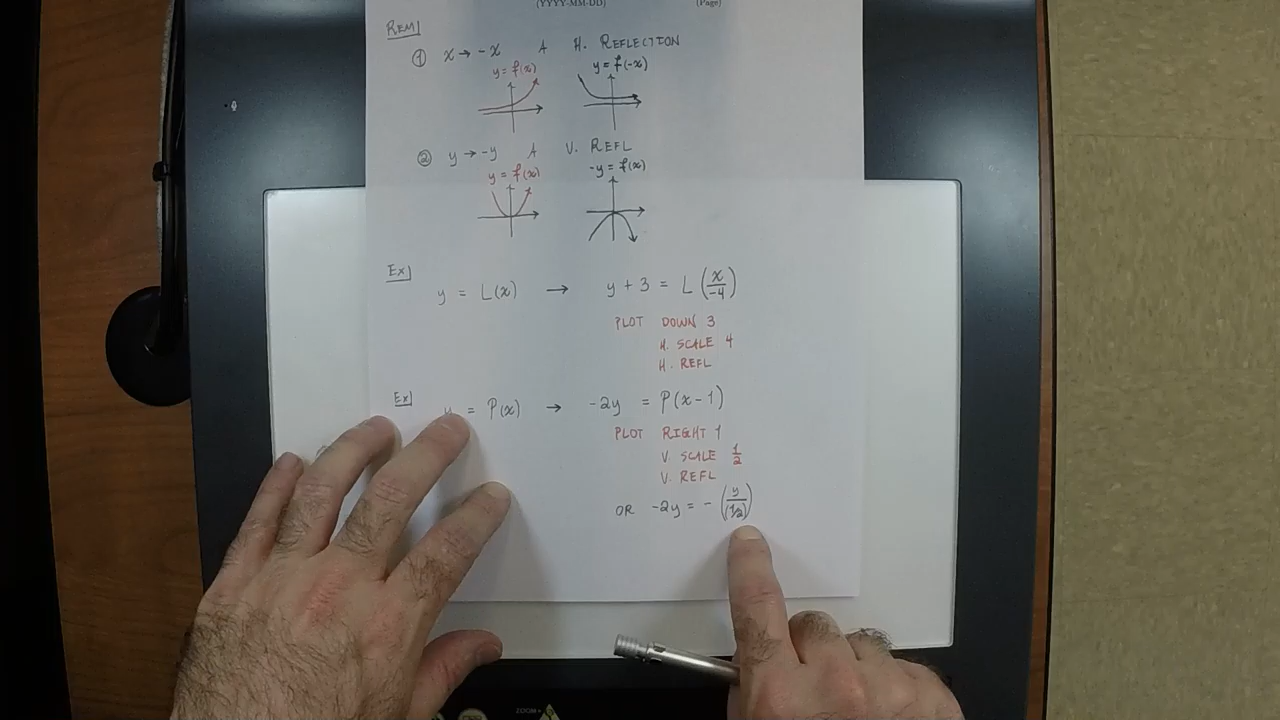 (YYYY-MM-DD) (Page)
REM
① x → -x A H. REFLECTION
y = f(x) y = f(-x)
② y → -y A V. REFL
y = f(x) -y = f(x)
Ex
y = L(x) → y + 3 = L(x/-4)
PLOT DOWN 3
H. SCALE 4
H. REFL
Ex
= P(x) → -2y = P(x-1)
PLOT RIGHT 1
V. SCALE 1/2
V. REFL
OR -2y = -(y/(1/2))
ZOOM